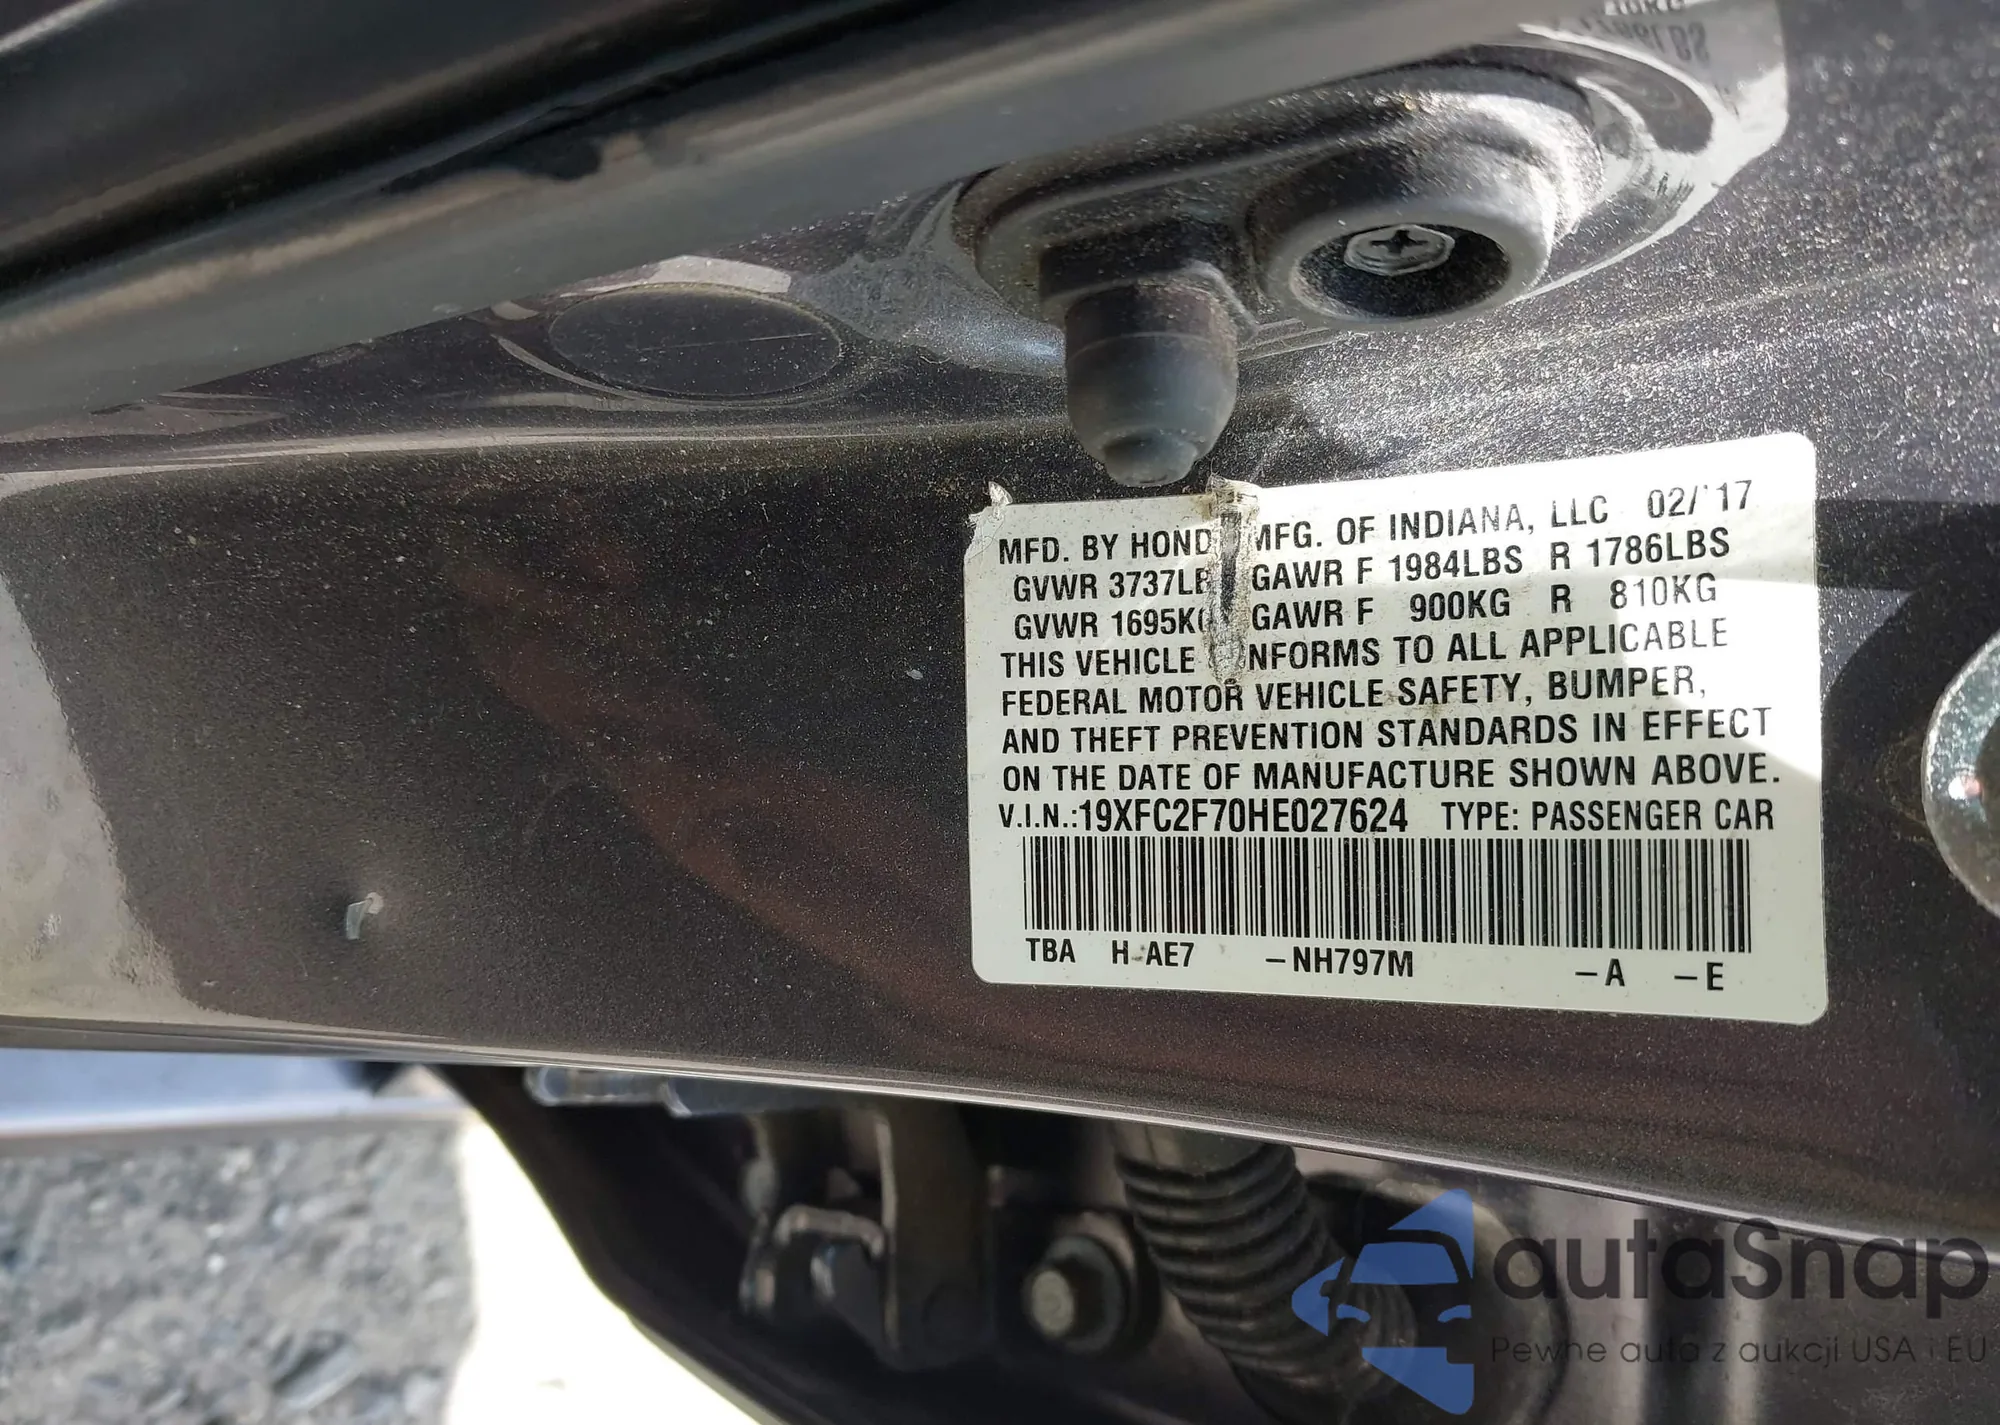 MFD. BY HOND MFG. OF INDIANA, LLC 02/'17
GVWR 3737LB GAWR F 1984LBS R 1786LBS
GVWR 1695KG GAWR F 900KG R 810KG
THIS VEHICLE NFORMS TO ALL APPLICABLE
FEDERAL MOTOR VEHICLE SAFETY, BUMPER,
AND THEFT PREVENTION STANDARDS IN EFFECT
ON THE DATE OF MANUFACTURE SHOWN ABOVE.
V.I.N.:19XFC2F70HE027624 TYPE: PASSENGER CAR
TBA H-AE7 -NH797M -A -E
autaSnap
Pewne auta z aukcji USA i EU